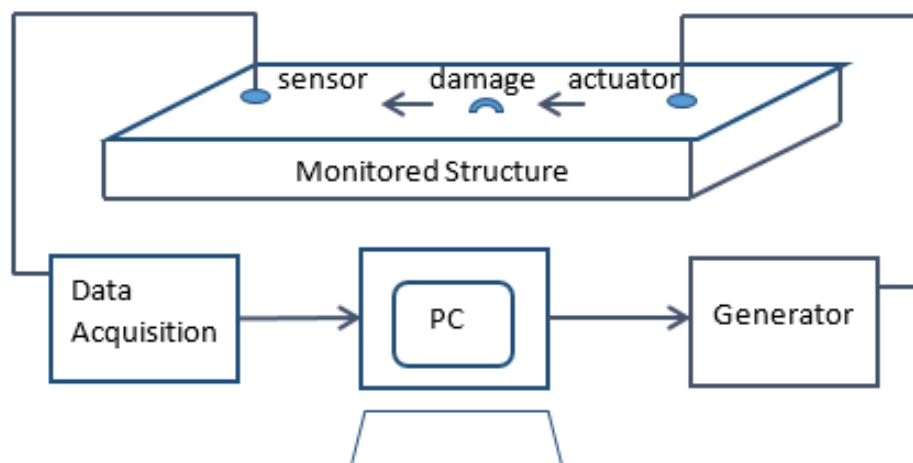 sensor damage actuator
Monitored Structure
Data
Acquisition
PC
Generator